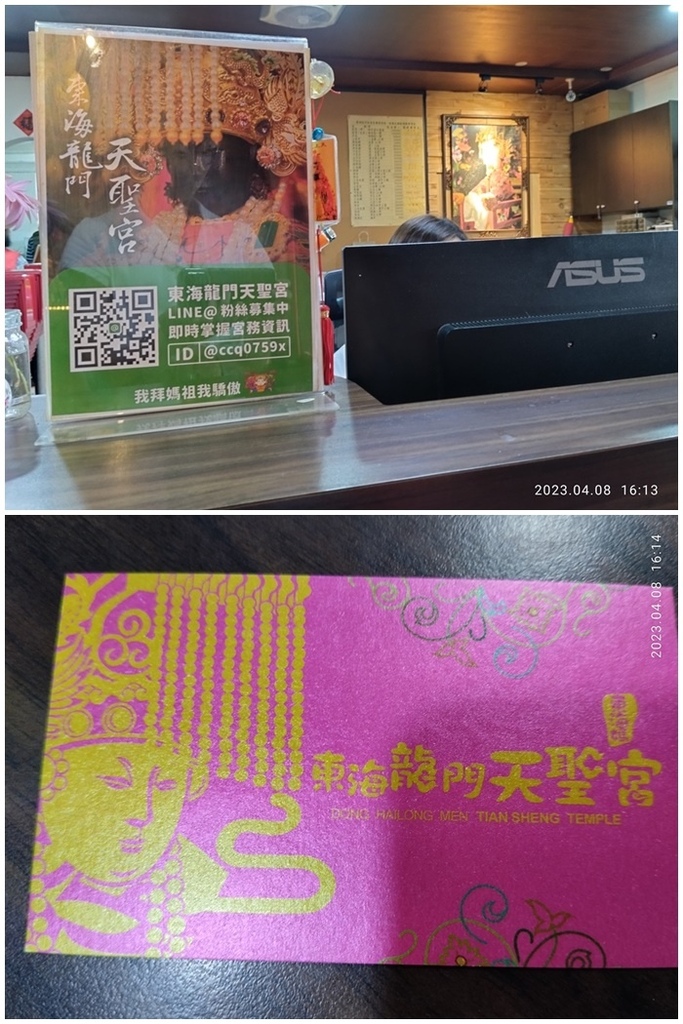 東海龍門
天聖宮
東海龍門天聖宮
LINE@粉絲募集中
即時掌握宮務資訊
ID @ccq0759x
我拜媽祖我驕傲
ASUS
2023.04.08 16:13
2023.04.08 16:14
東海龍門天聖宮
DONG HAILONG MEN TIAN SHENG TEMPLE